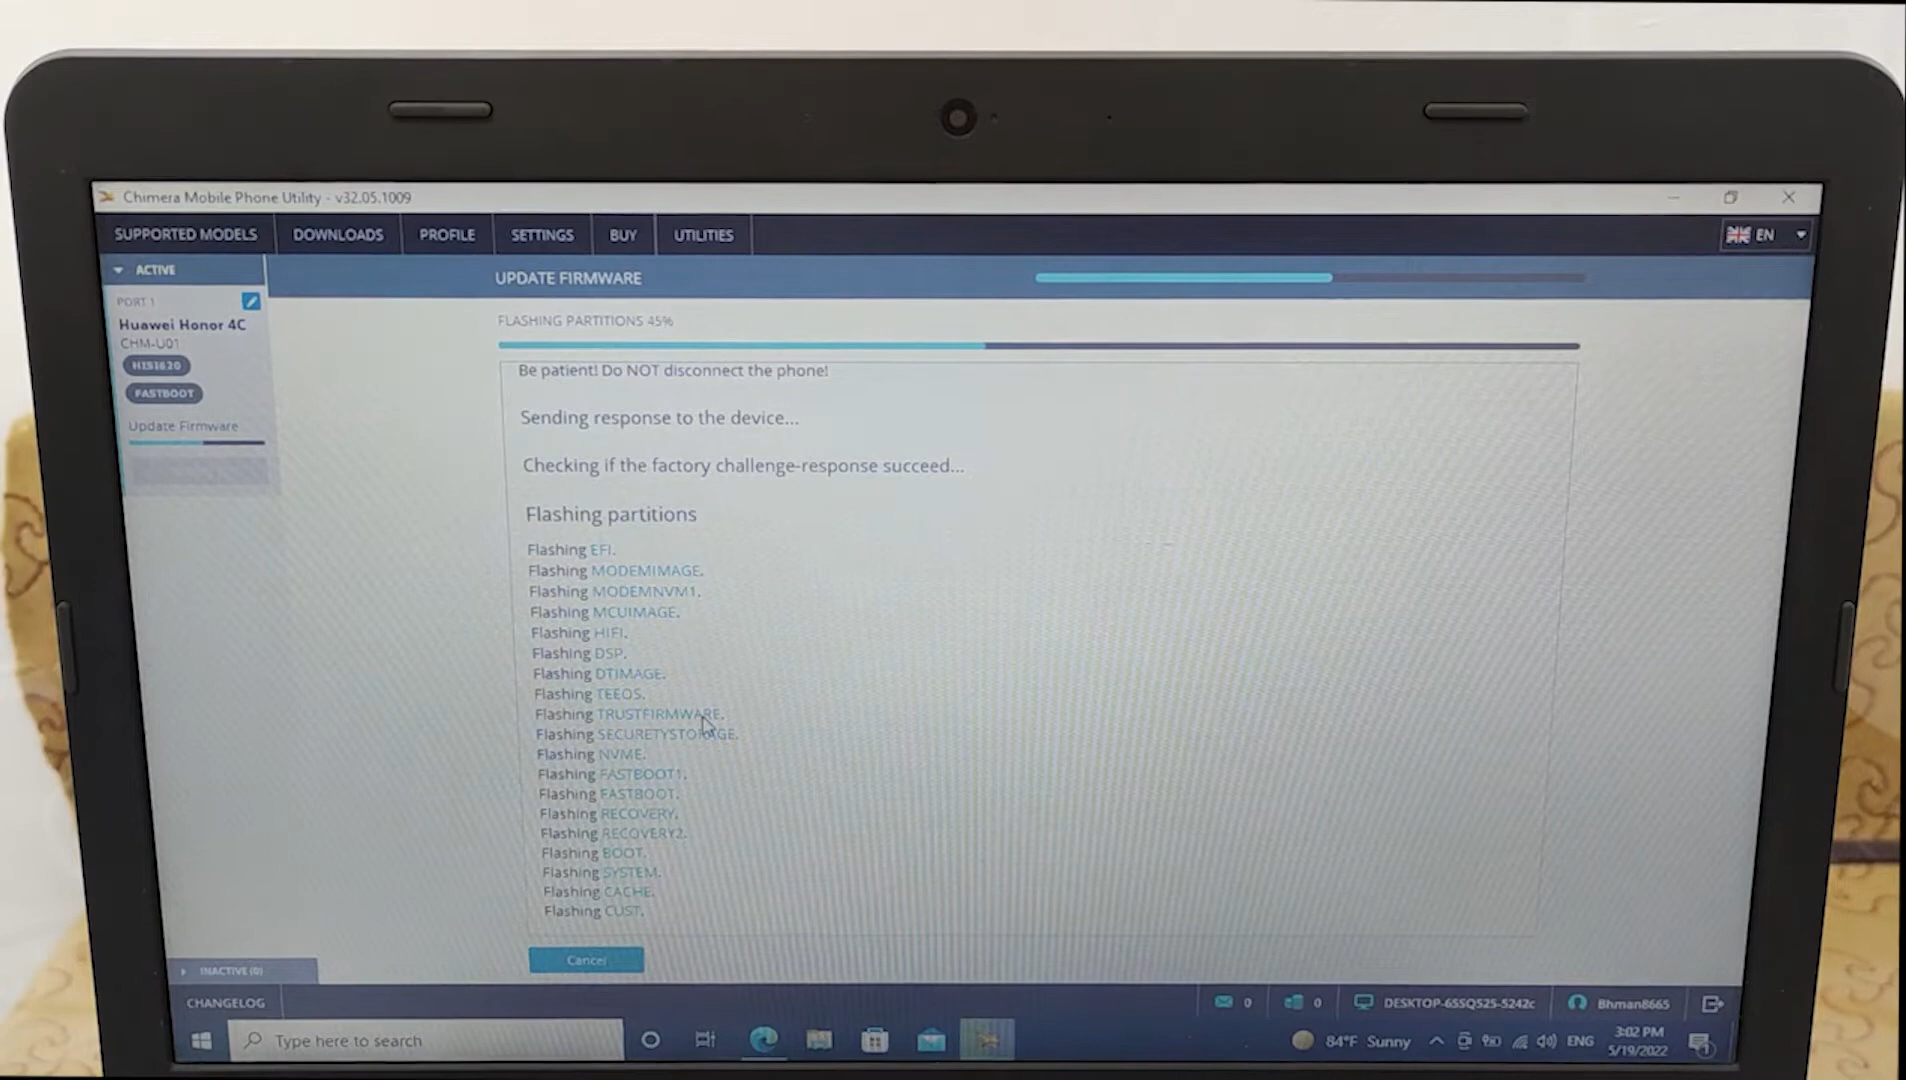 Chimera Mobile Phone Utility - v32.05.1009
SUPPORTED MODELS
DOWNLOADS
PROFILE
SETTINGS
BUY
UTILITIES
EN
ACTIVE
UPDATE FIRMWARE
PORT 1
Huawei Honor 4C
CHM-U01
HISI620
FASTBOOT
Update Firmware
FLASHING PARTITIONS 45%
Be patient! Do NOT disconnect the phone!
Sending response to the device...
Checking if the factory challenge-response succeed...
Flashing partitions
Flashing EFI.
Flashing MODEMIMAGE.
Flashing MODEMNVM1.
Flashing MCUIMAGE.
Flashing HIFI.
Flashing DSP.
Flashing DTIMAGE.
Flashing TEEOS.
Flashing TRUSTFIRMWARE.
Flashing SECURETYSTORAGE.
Flashing NVME.
Flashing FASTBOOT1.
Flashing FASTBOOT.
Flashing RECOVERY.
Flashing RECOVERY2.
Flashing BOOT.
Flashing SYSTEM.
Flashing CACHE.
Flashing CUST.
Cancel
INACTIVE (0)
CHANGELOG
0
0
DESKTOP-65SQ525-5242c
Bhman8665
Type here to search
84°F Sunny
ENG
3:02 PM
5/19/2022
1